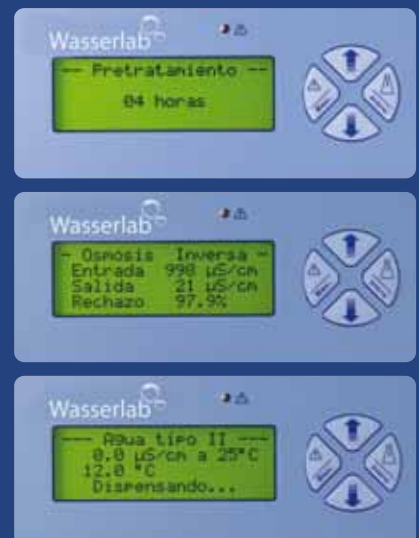 Wasserlab
-- Pretratamiento --
04 horas
Wasserlab
- Osmosis Inversa -
Entrada 998 µS/cm
Salida 21 µS/cm
Rechazo 97.9%
Wasserlab
--- Agua tipo II ---
0.0 µS/cm a 25°C
12.0 °C
Dispensando...